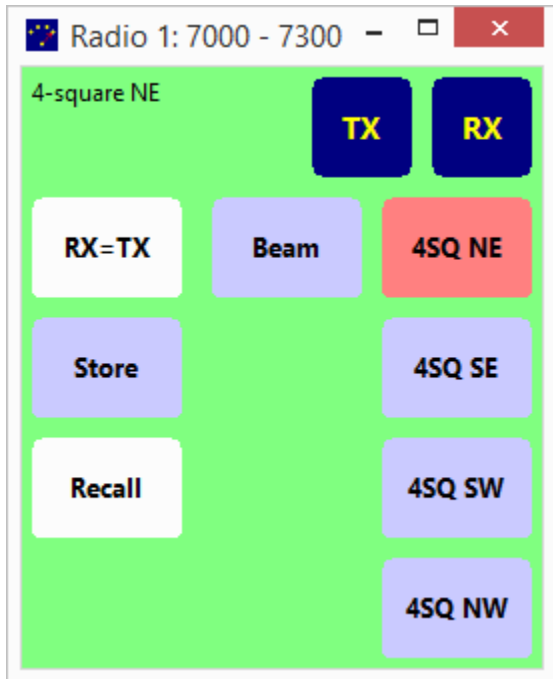 Radio 1: 7000 - 7300
4-square NE
TX
RX
RX=TX
Beam
4SQ NE
Store
4SQ SE
Recall
4SQ SW
4SQ NW